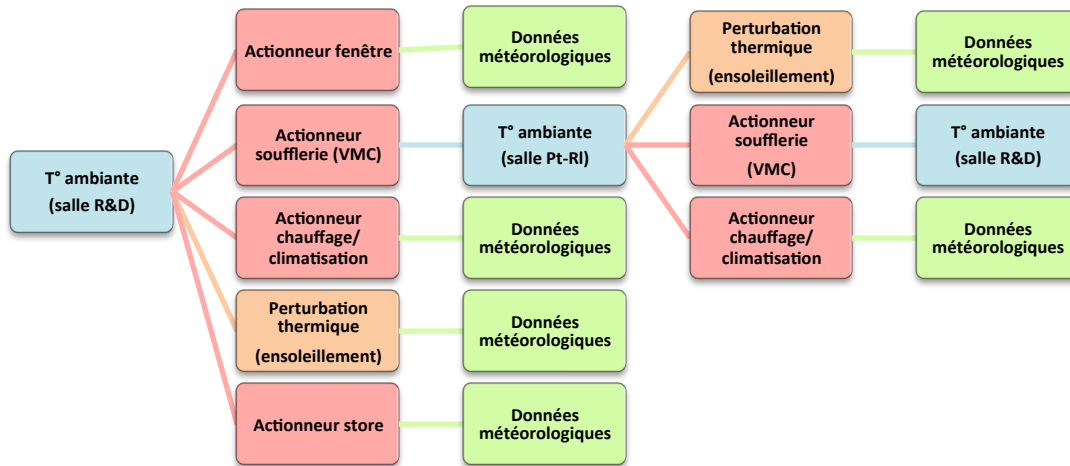 T° ambiante
(salle R&D)
Actionneur fenêtre
Données
météorologiques
Actionneur
soufflerie (VMC)
T° ambiante
(salle Pt-Rl)
Actionneur
chauffage/
climatisation
Données
météorologiques
Perturbation
thermique
(ensoleillement)
Données
météorologiques
Actionneur store
Données
météorologiques
Perturbation
thermique
(ensoleillement)
Données
météorologiques
Actionneur
soufflerie
(VMC)
T° ambiante
(salle R&D)
Actionneur
chauffage/
climatisation
Données
météorologiques